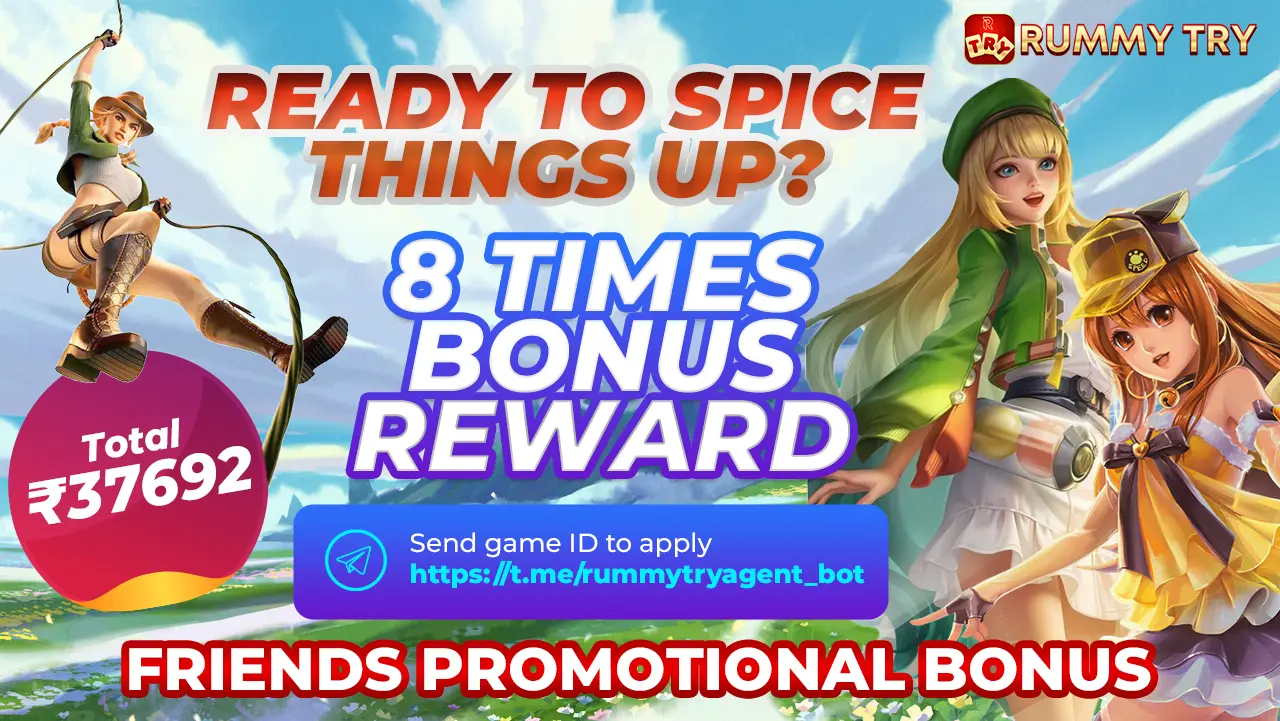 R
TRY
RUMMY TRY
READY TO SPICE
THINGS UP?
8 TIMES
BONUS
REWARD
Total
₹37692
Send game ID to apply
https://t.me/rummytryagent_bot
FRIENDS PROMOTIONAL BONUS